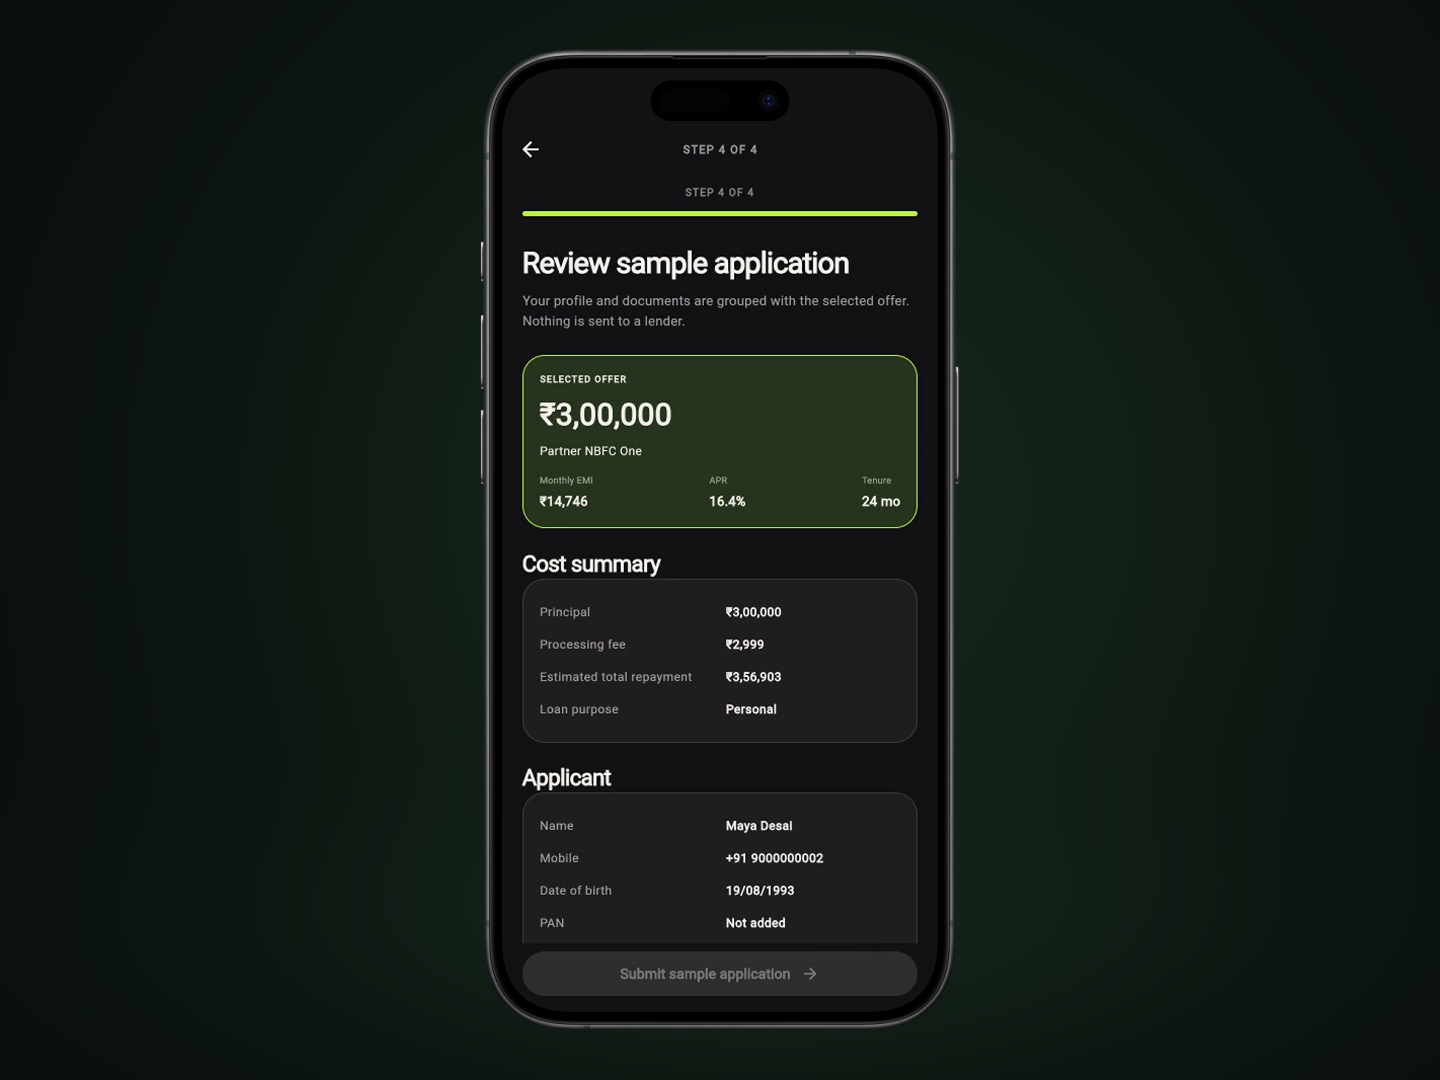 STEP 4 OF 4
STEP 4 OF 4
Review sample application
Your profile and documents are grouped with the selected offer.
Nothing is sent to a lender.
SELECTED OFFER
₹3,00,000
Partner NBFC One
Monthly EMI APR Tenure
₹14,746 16.4% 24 mo
Cost summary
Principal ₹3,00,000
Processing fee ₹2,999
Estimated total repayment ₹3,56,903
Loan purpose Personal
Applicant
Name Maya Desai
Mobile +91 9000000002
Date of birth 19/08/1993
PAN Not added
Submit sample application →